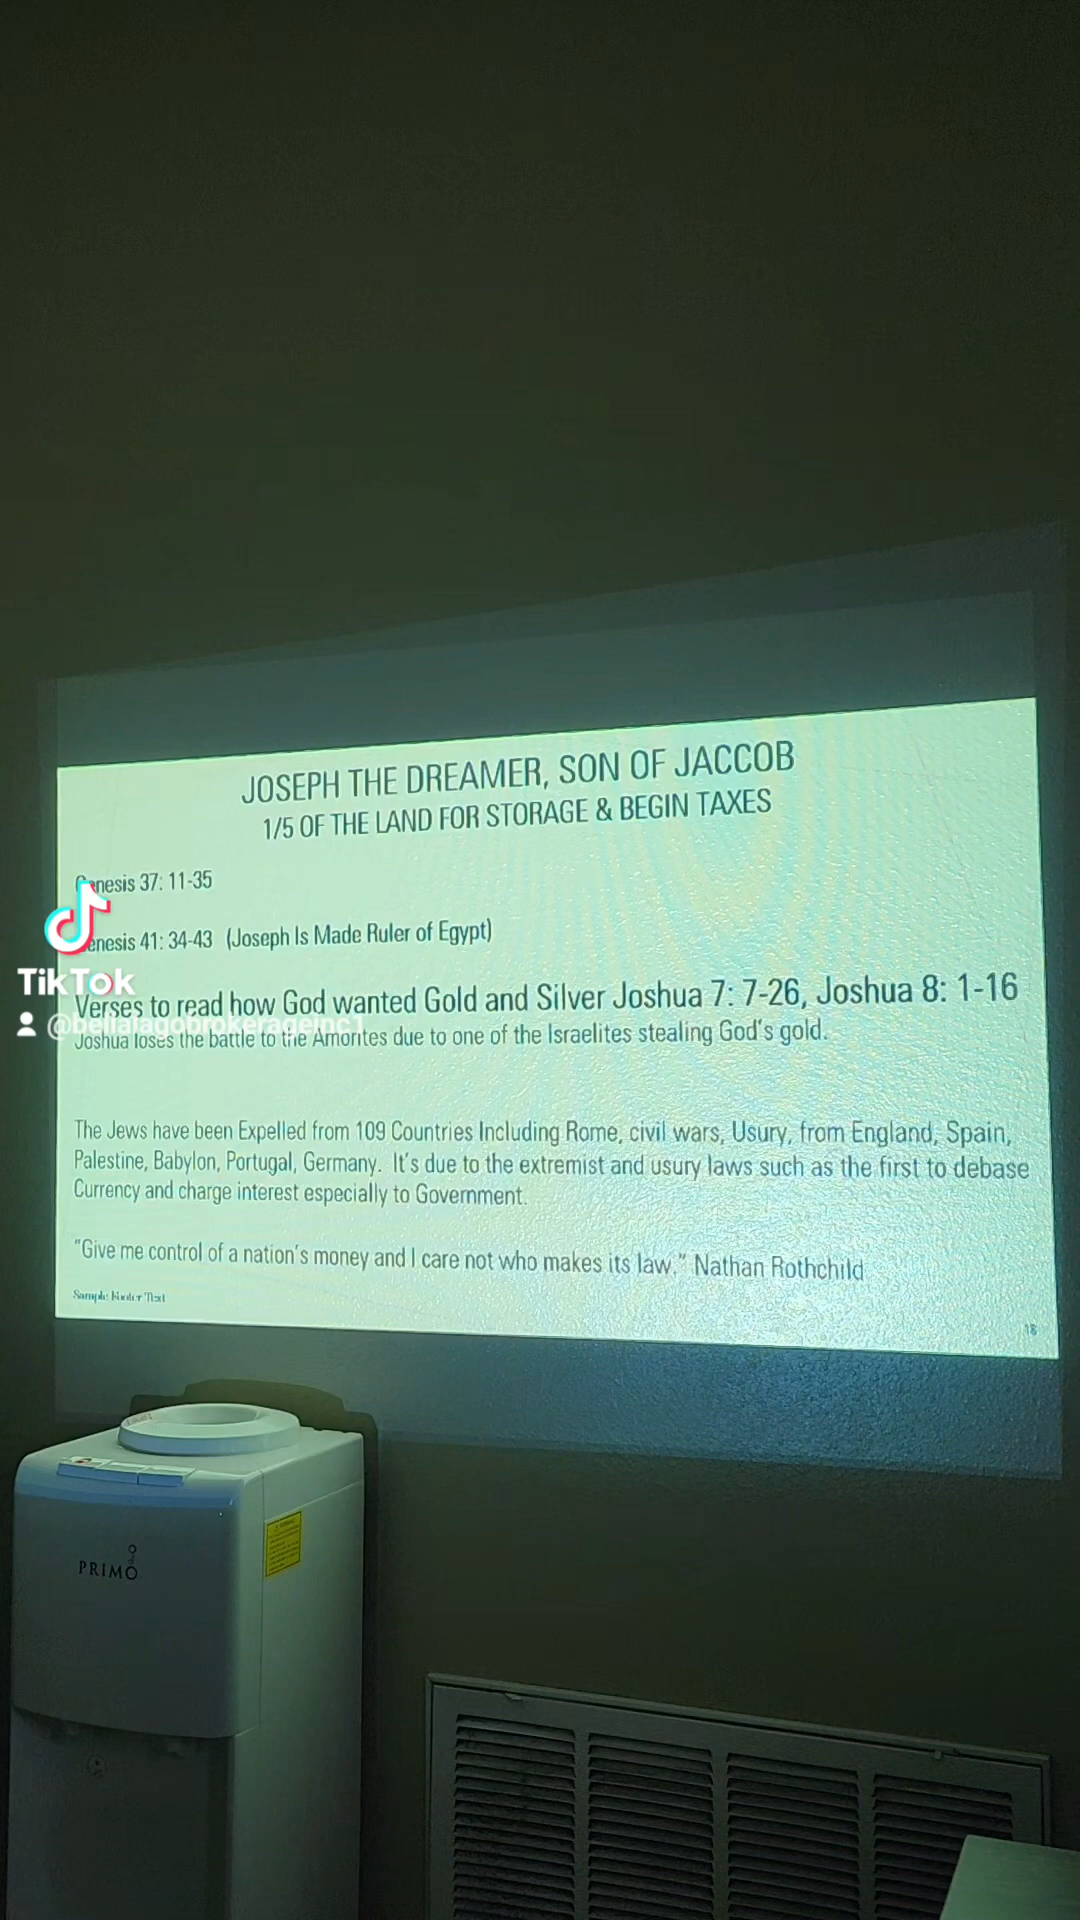 JOSEPH THE DREAMER, SON OF JACCOB
1/5 OF THE LAND FOR STORAGE & BEGIN TAXES
Genesis 37: 11-35
Genesis 41: 34-43 (Joseph Is Made Ruler of Egypt)
TikTok
Verses to read how God wanted Gold and Silver Joshua 7: 7-26, Joshua 8: 1-16
@bellalagobrokerageinc1
Joshua loses the battle to the Amorites due to one of the Israelites stealing God's gold.
The Jews have been Expelled from 109 Countries Including Rome, civil wars, Usury, from England, Spain,
Palestine, Babylon, Portugal, Germany. It's due to the extremist and usury laws such as the first to debase
Currency and charge interest especially to Government.
"Give me control of a nation's money and I care not who makes its law." Nathan Rothchild
Sample Footer Text
PRIMO